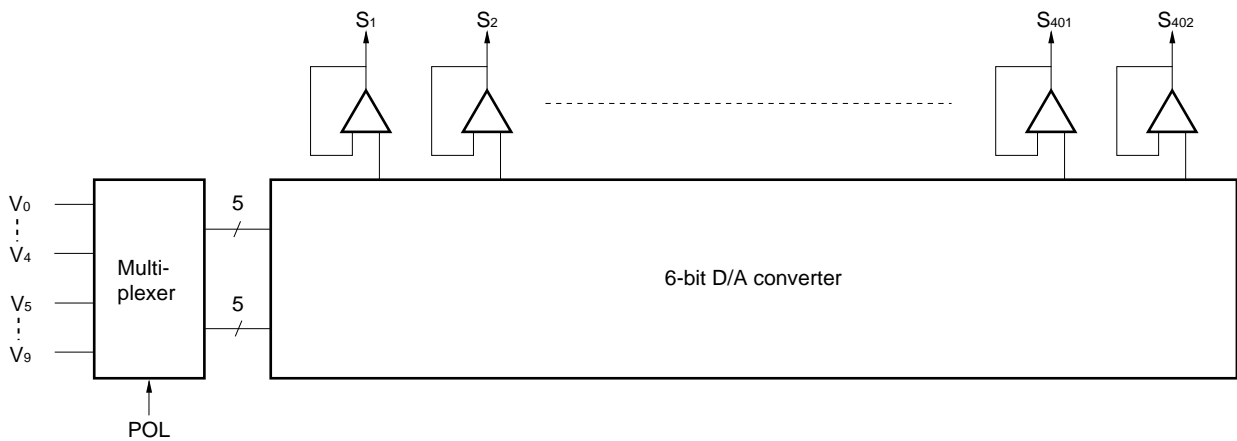 S1 S2 S401 S402
V0
V4
V5
V9
Multi-
plexer
5
5
6-bit D/A converter
POL